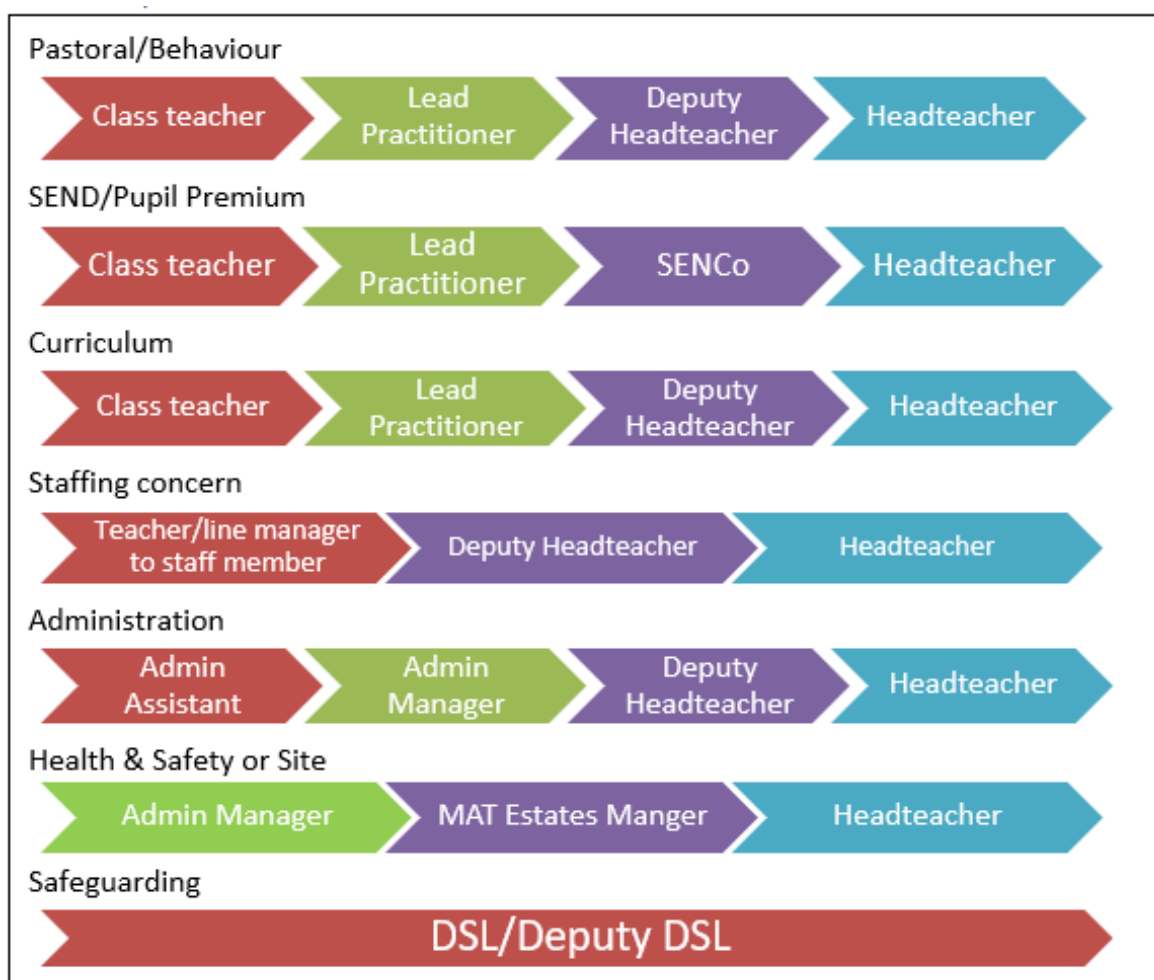 Pastoral/Behaviour
Class teacher
Lead
Practitioner
Deputy
Headteacher
Headteacher
SEND/Pupil Premium
Class teacher
Lead
Practitioner
SENCo
Headteacher
Curriculum
Class teacher
Lead
Practitioner
Deputy
Headteacher
Headteacher
Staffing concern
Teacher/line manager
to staff member
Deputy Headteacher
Headteacher
Administration
Admin
Assistant
Admin
Manager
Deputy
Headteacher
Headteacher
Health & Safety or Site
Admin Manager
MAT Estates Manger
Headteacher
Safeguarding
DSL/Deputy DSL